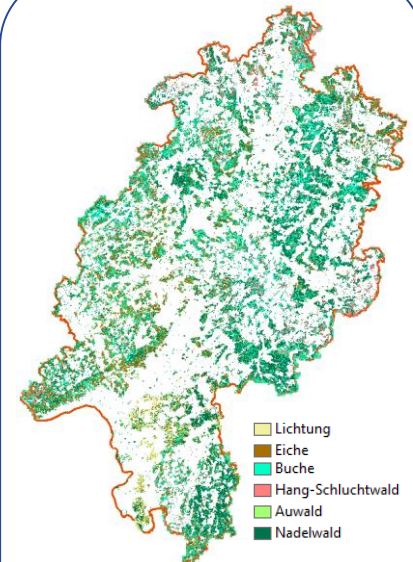 Lichtung
Eiche
Buche
Hang-Schluchtwald
Auwald
Nadelwald